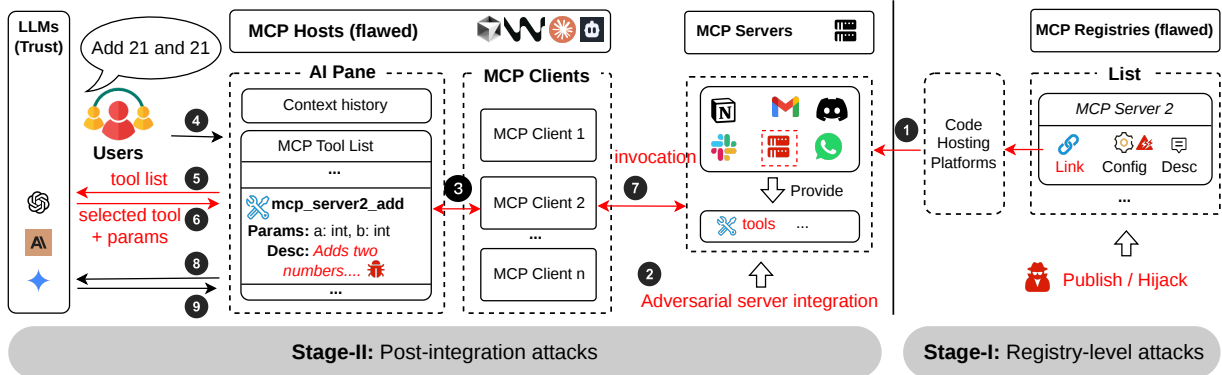 LLMs
(Trust)
Add 21 and 21
Users
MCP Hosts (flawed)
AI Pane
Context history
MCP Tool List
...
mcp_server2_add
Params: a: int, b: int
Desc: Adds two
numbers....
...
4
5
tool list
6
selected tool
+ params
8
9
3
MCP Clients
MCP Client 1
MCP Client 2
...
MCP Client n
invocation
7
MCP Servers
N
Provide
tools ...
2
Adversarial server integration
1
Code
Hosting
Platforms
MCP Registries (flawed)
List
MCP Server 2
Link Config Desc
...
Publish / Hijack
Stage-II: Post-integration attacks
Stage-I: Registry-level attacks